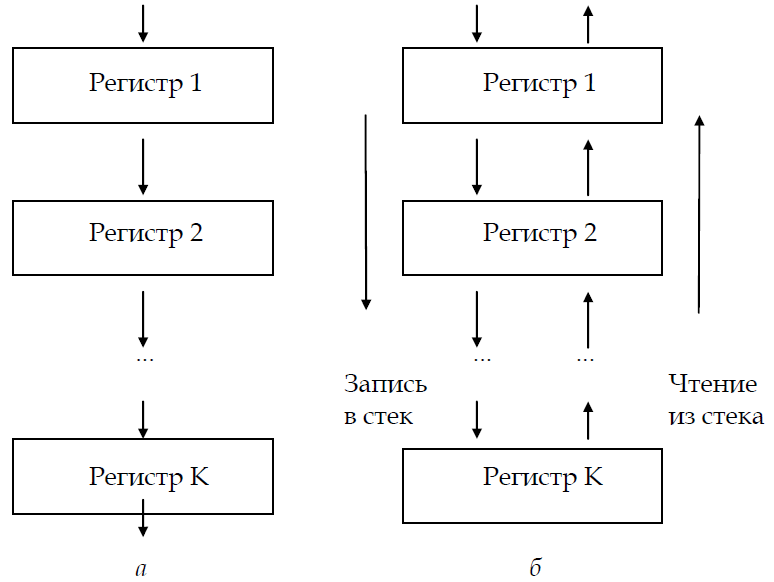 Регистр 1
Регистр 2
...
Регистр K
а
Запись
в стек
Регистр 1
Регистр 2
... ...
Регистр K
б
Чтение
из стека